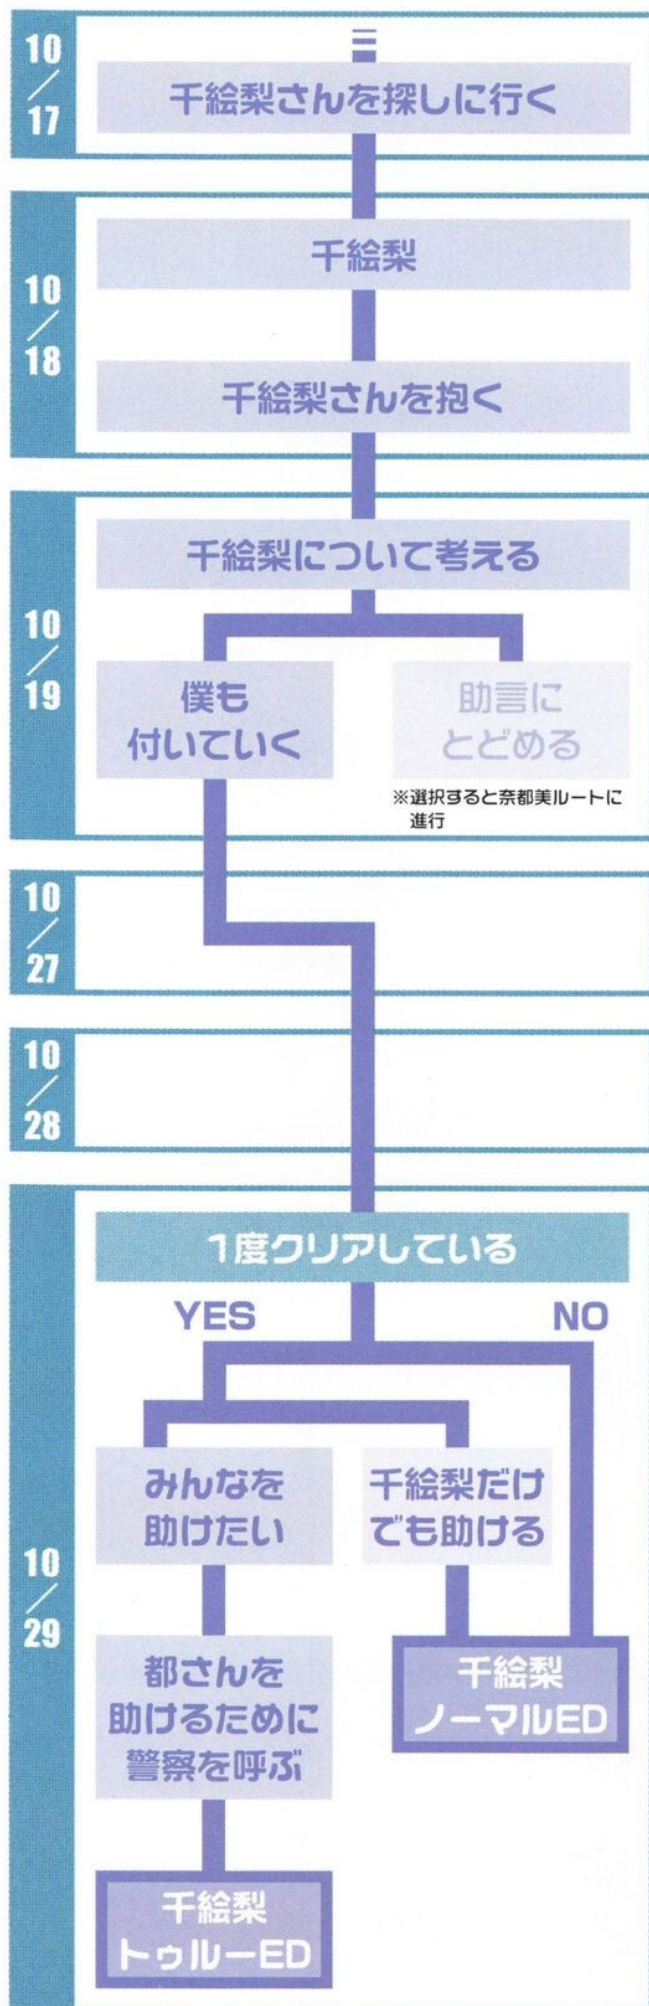 10/17
千絵梨さんを探しに行く
10/18
千絵梨
千絵梨さんを抱く
10/19
千絵梨について考える
僕も
付いていく
助言に
とどめる
※選択すると奈都美ルートに
進行
10/27
10/28
10/29
1度クリアしている
YES
NO
みんなを
助けたい
千絵梨だけ
でも助ける
都さんを
助けるために
警察を呼ぶ
千絵梨
ノーマルED
千絵梨
トゥルーED